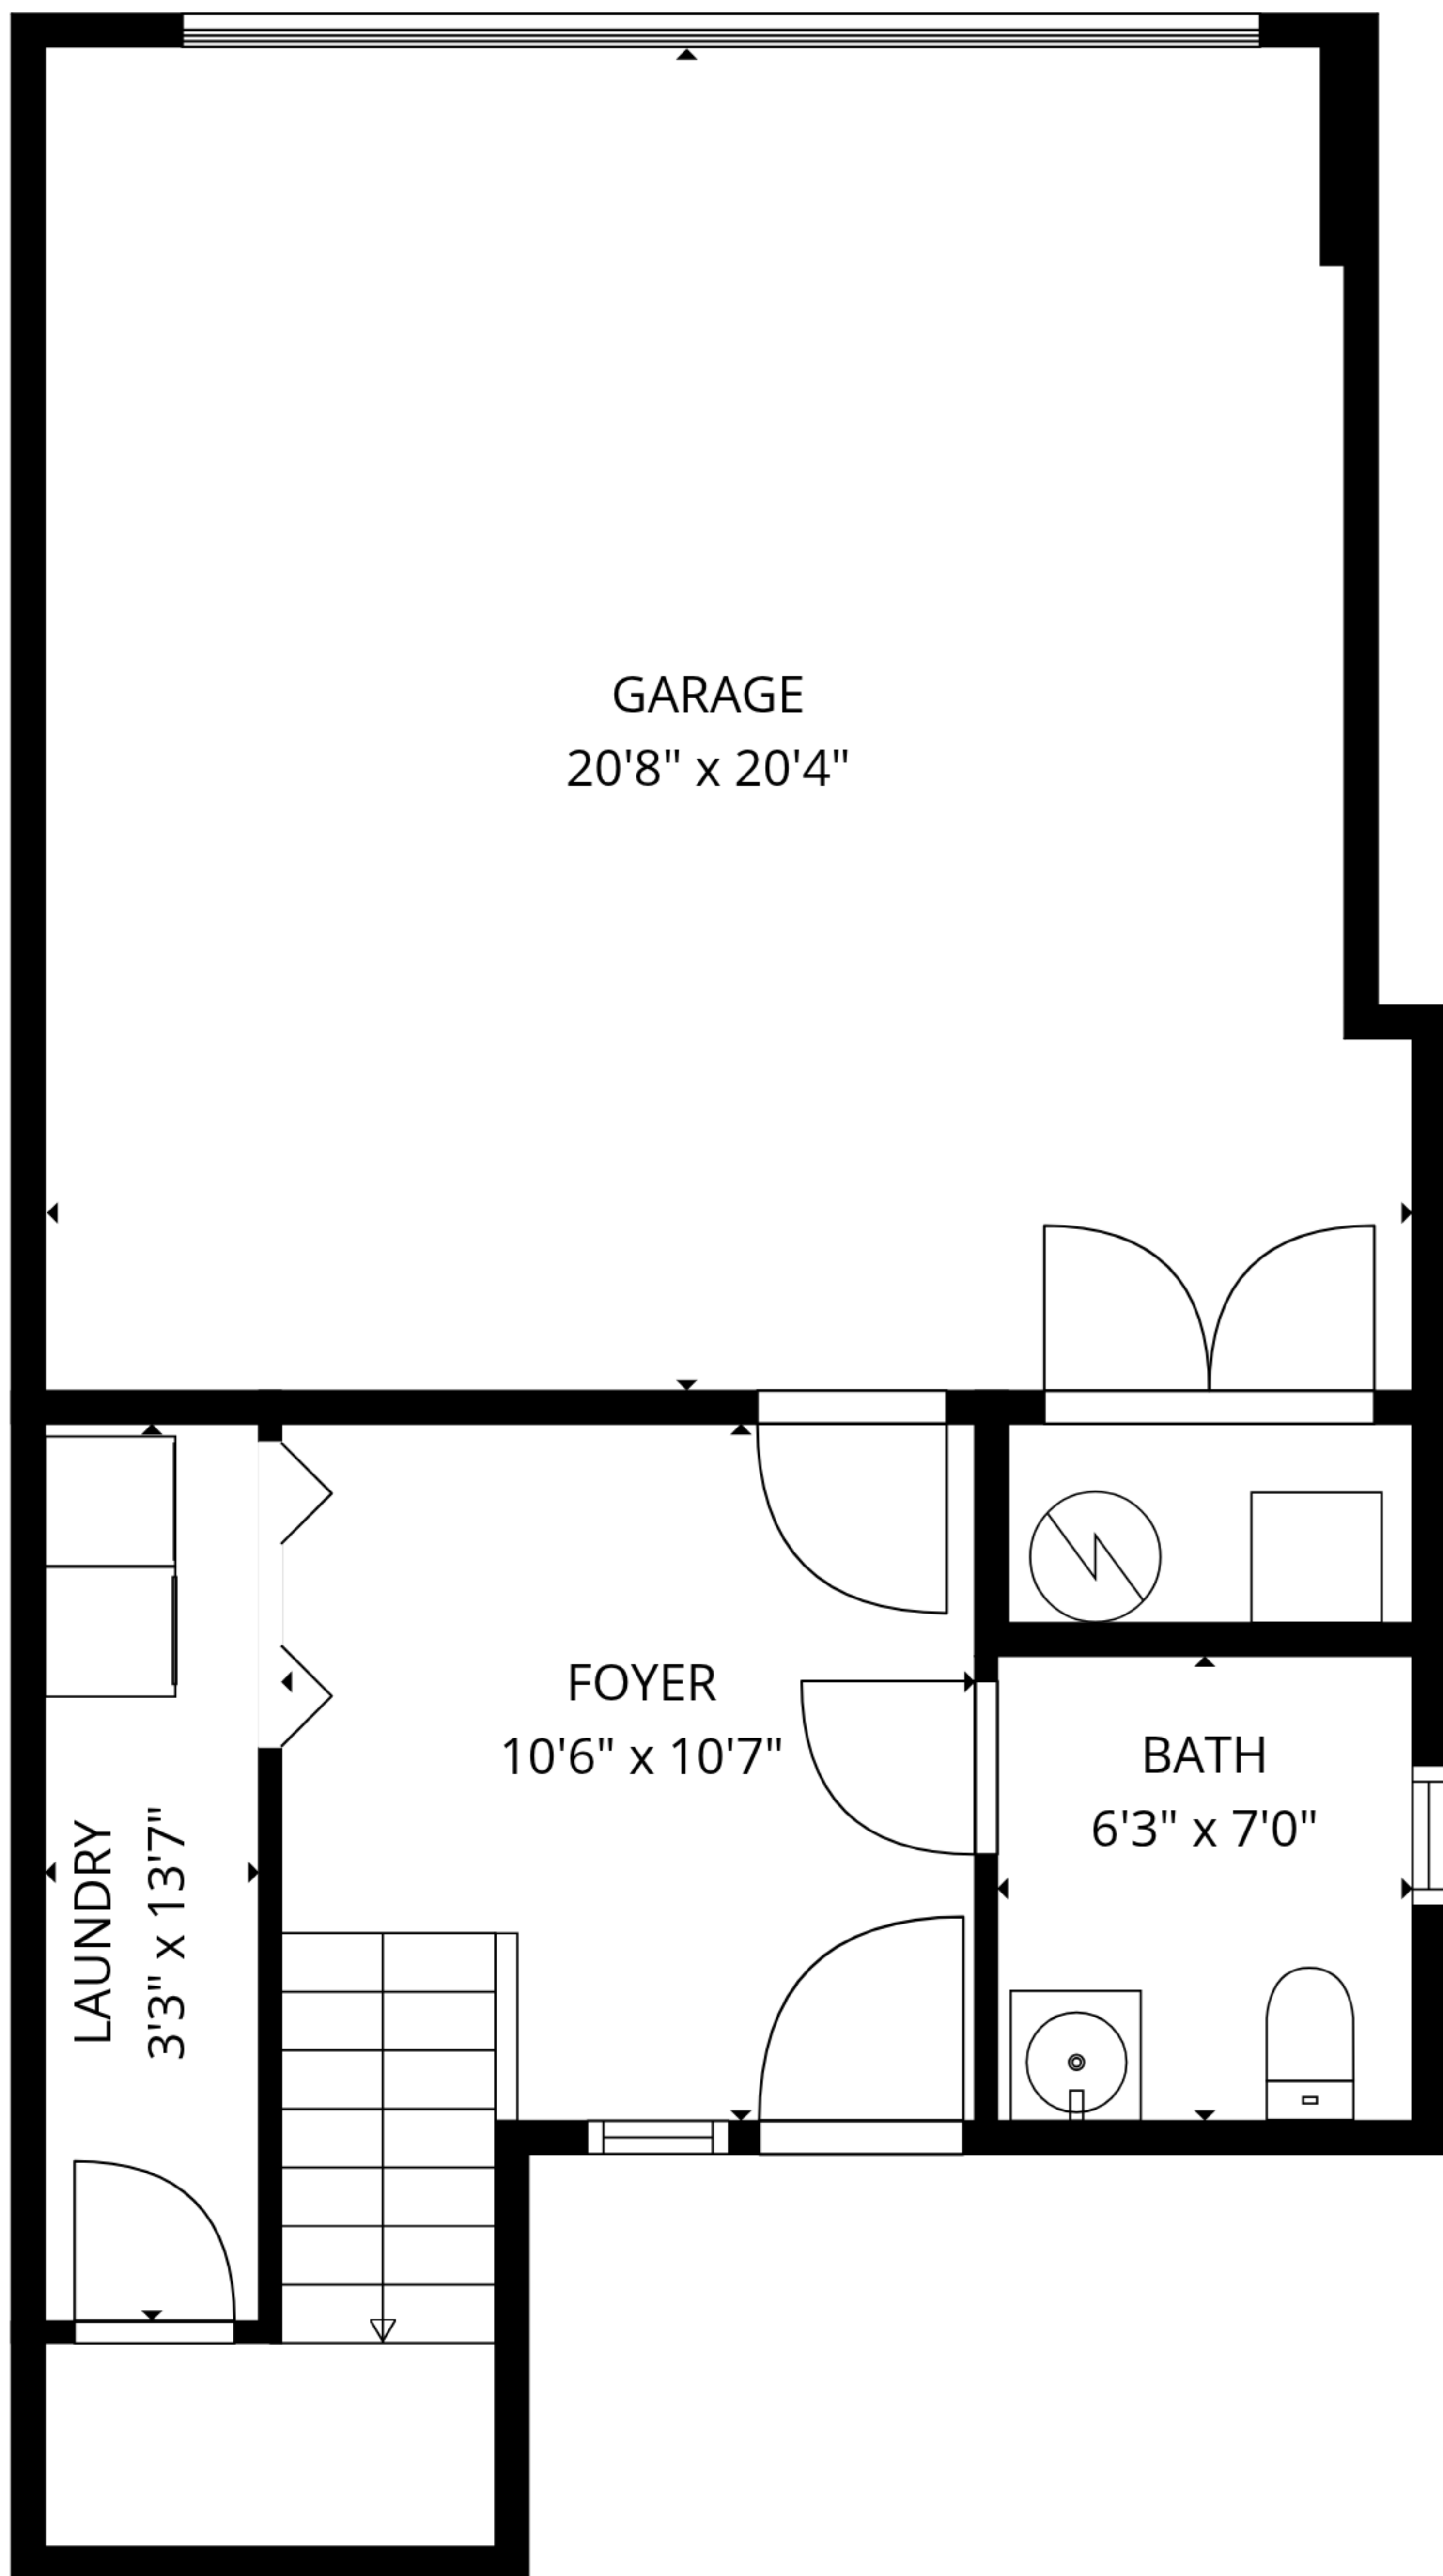 GARAGE
20'8" x 20'4"
FOYER
10'6" x 10'7"
BATH
6'3" x 7'0"
LAUNDRY
3'3" x 13'7"